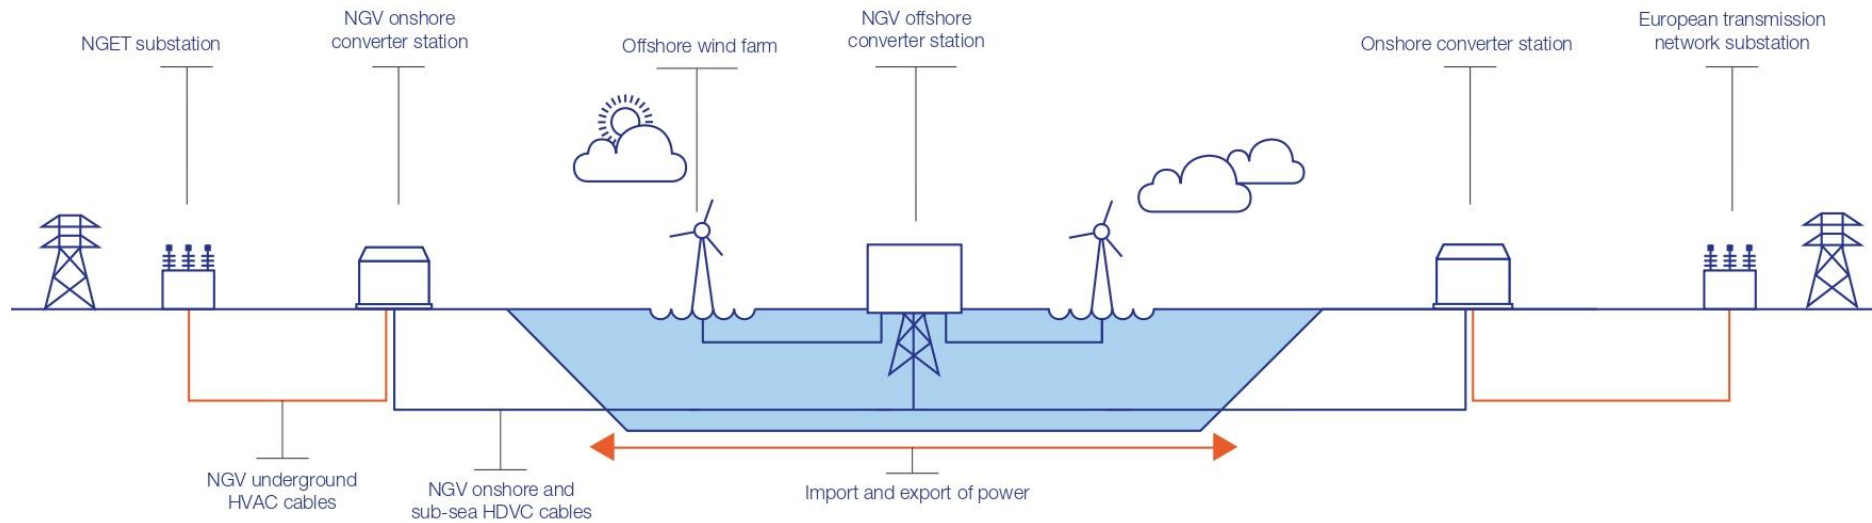 NGET substation
NGV onshore
converter station
Offshore wind farm
NGV offshore
converter station
Onshore converter station
European transmission
network substation
NGV underground
HVAC cables
NGV onshore and
sub-sea HDVC cables
Import and export of power